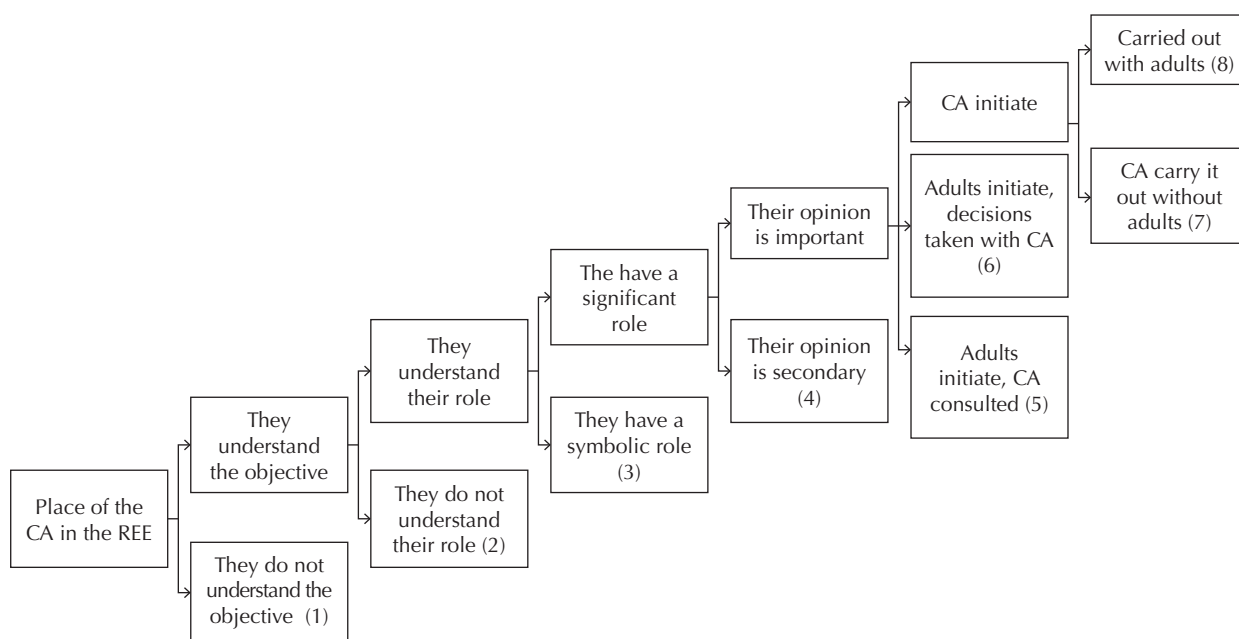 Place of the
CA in the REE
They
understand
the objective
They do not
understand the
objective (1)
They
understand
their role
They do not
understand
their role (2)
The have a
significant
role
They have a
symbolic role
(3)
Their opinion
is important
Their opinion
is secondary
(4)
CA initiate
Adults initiate,
decisions
taken with CA
(6)
Adults
initiate, CA
consulted (5)
Carried out
with adults (8)
CA carry it
out without
adults (7)